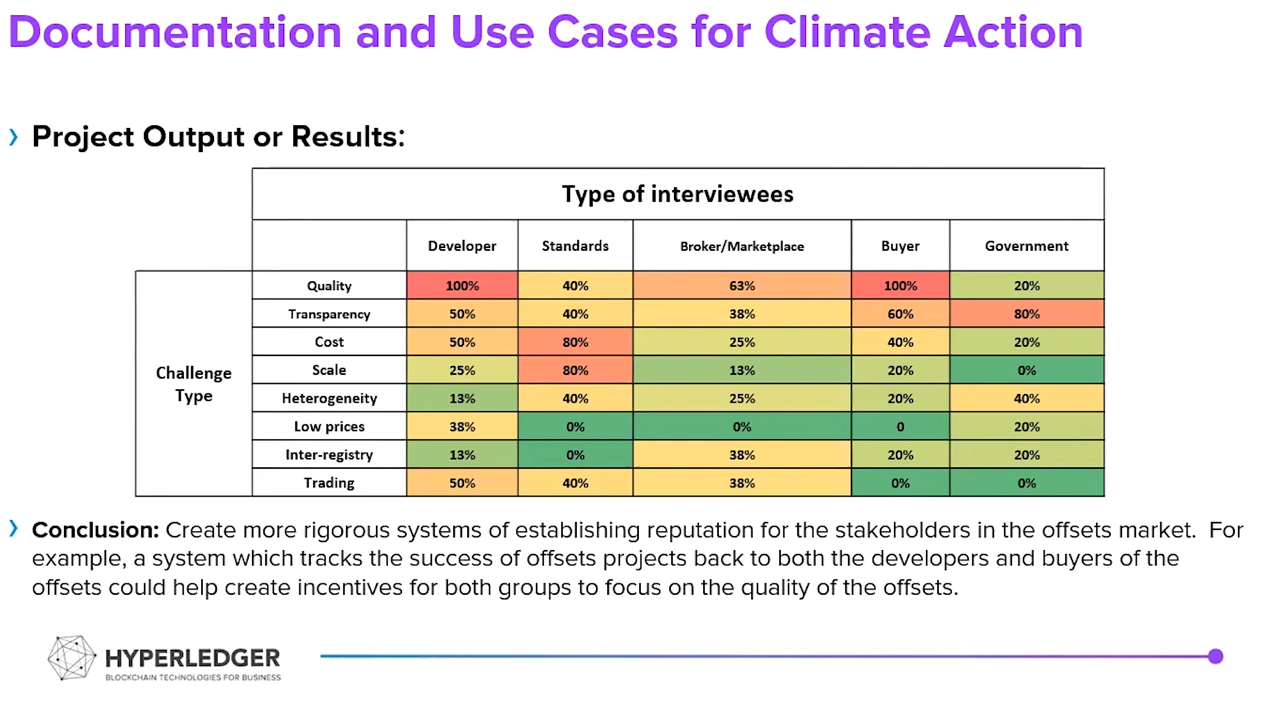 Documentation and Use Cases for Climate Action
› Project Output or Results:
Type of interviewees
Developer Standards Broker/Marketplace Buyer Government
Challenge Type
Quality 100% 40% 63% 100% 20%
Transparency 50% 40% 38% 60% 80%
Cost 50% 80% 25% 40% 20%
Scale 25% 80% 13% 20% 0%
Heterogeneity 13% 40% 25% 20% 40%
Low prices 38% 0% 0% 0 20%
Inter-registry 13% 0% 38% 20% 20%
Trading 50% 40% 38% 0% 0%
› Conclusion: Create more rigorous systems of establishing reputation for the stakeholders in the offsets market. For
example, a system which tracks the success of offsets projects back to both the developers and buyers of the
offsets could help create incentives for both groups to focus on the quality of the offsets.
HYPERLEDGER
BLOCKCHAIN TECHNOLOGIES FOR BUSINESS